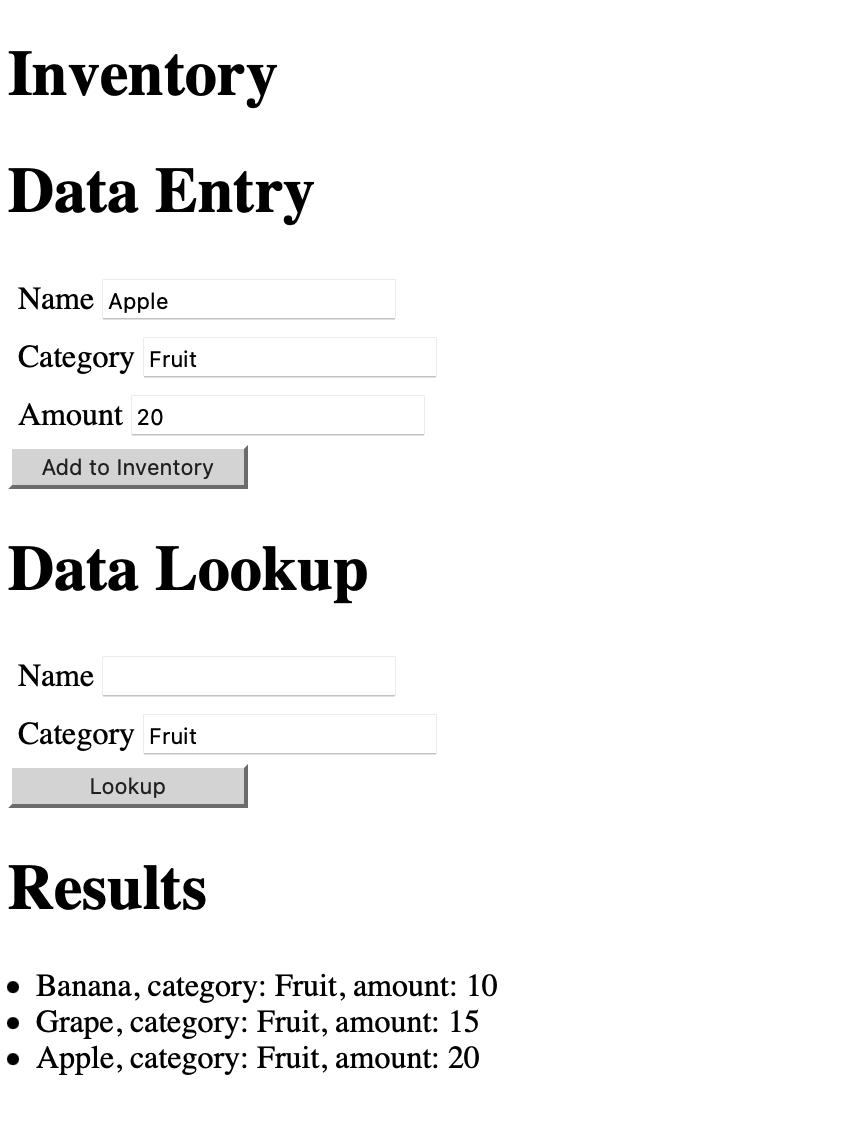 Inventory
Data Entry
Name Apple
Category Fruit
Amount 20
Add to Inventory
Data Lookup
Name
Category Fruit
Lookup
Results
• Banana, category: Fruit, amount: 10
• Grape, category: Fruit, amount: 15
• Apple, category: Fruit, amount: 20